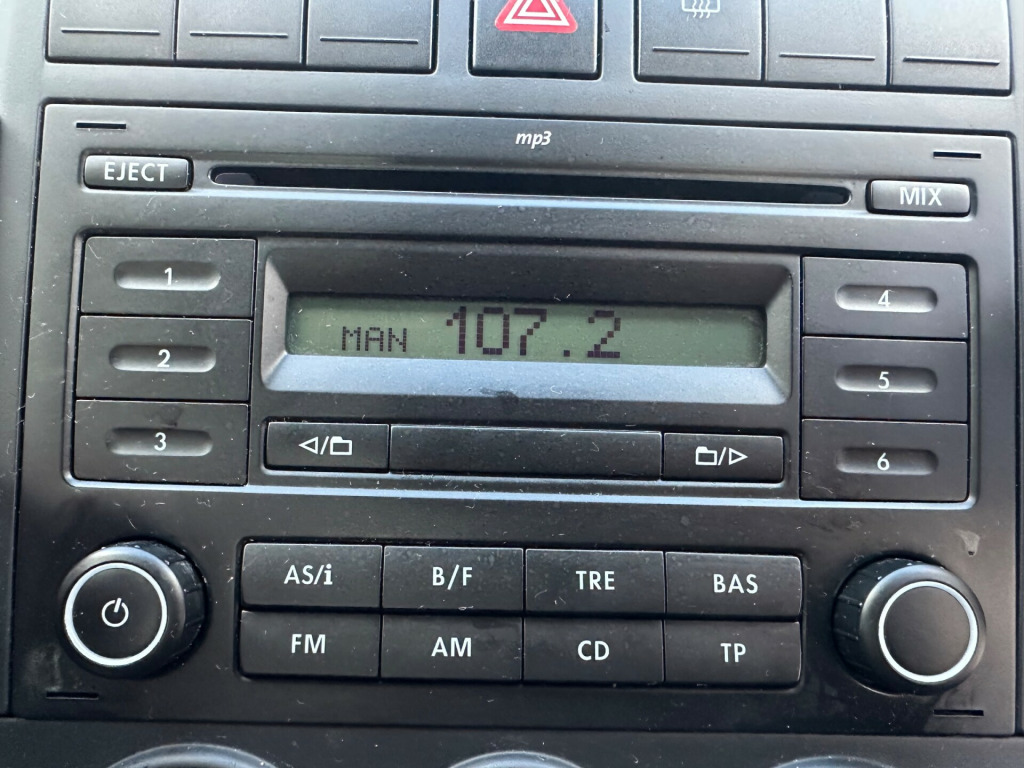 mp3
EJECT
MIX
1
4
MAN 107.2
2
5
3
6
AS/i B/F TRE BAS
FM AM CD TP